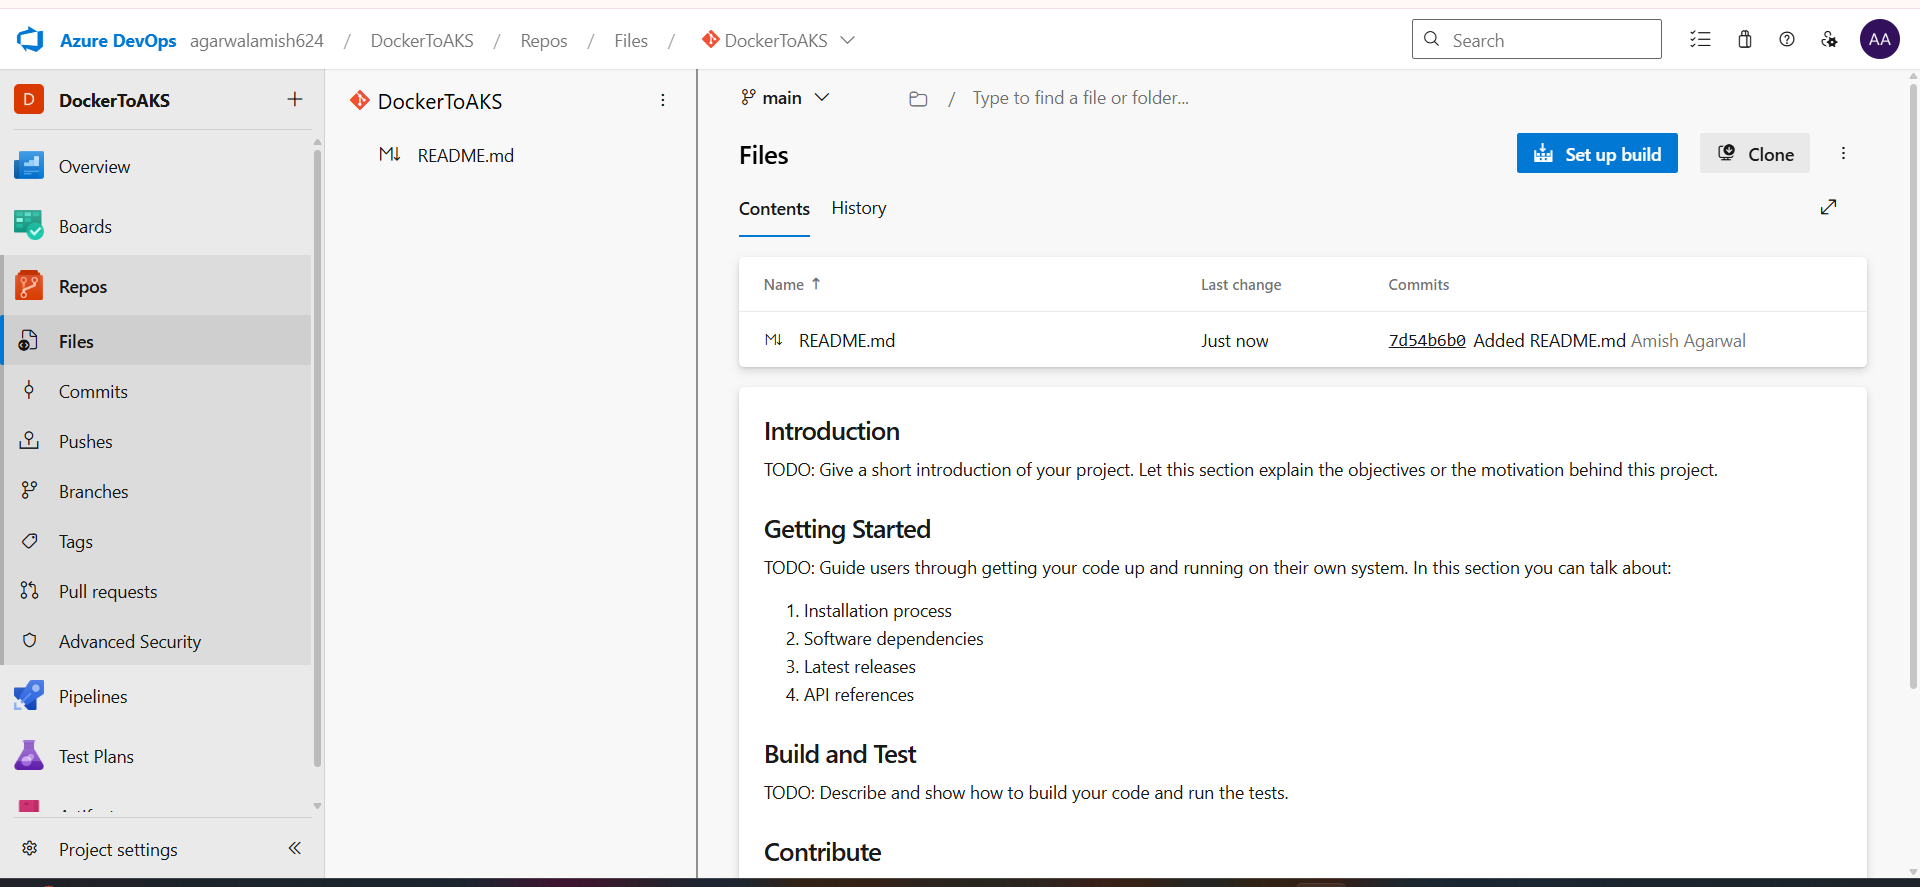 Azure DevOps agarwalamish624 / DockerToAKS / Repos / Files / DockerToAKS
Search
AA
D DockerToAKS
Overview
Boards
Repos
Files
Commits
Pushes
Branches
Tags
Pull requests
Advanced Security
Pipelines
Test Plans
Project settings
DockerToAKS
README.md
main
/ Type to find a file or folder...
Files
Set up build
Clone
Contents History
Name Last change Commits
README.md Just now 7d54b6b0 Added README.md Amish Agarwal
Introduction
TODO: Give a short introduction of your project. Let this section explain the objectives or the motivation behind this project.
Getting Started
TODO: Guide users through getting your code up and running on their own system. In this section you can talk about:
1. Installation process
2. Software dependencies
3. Latest releases
4. API references
Build and Test
TODO: Describe and show how to build your code and run the tests.
Contribute